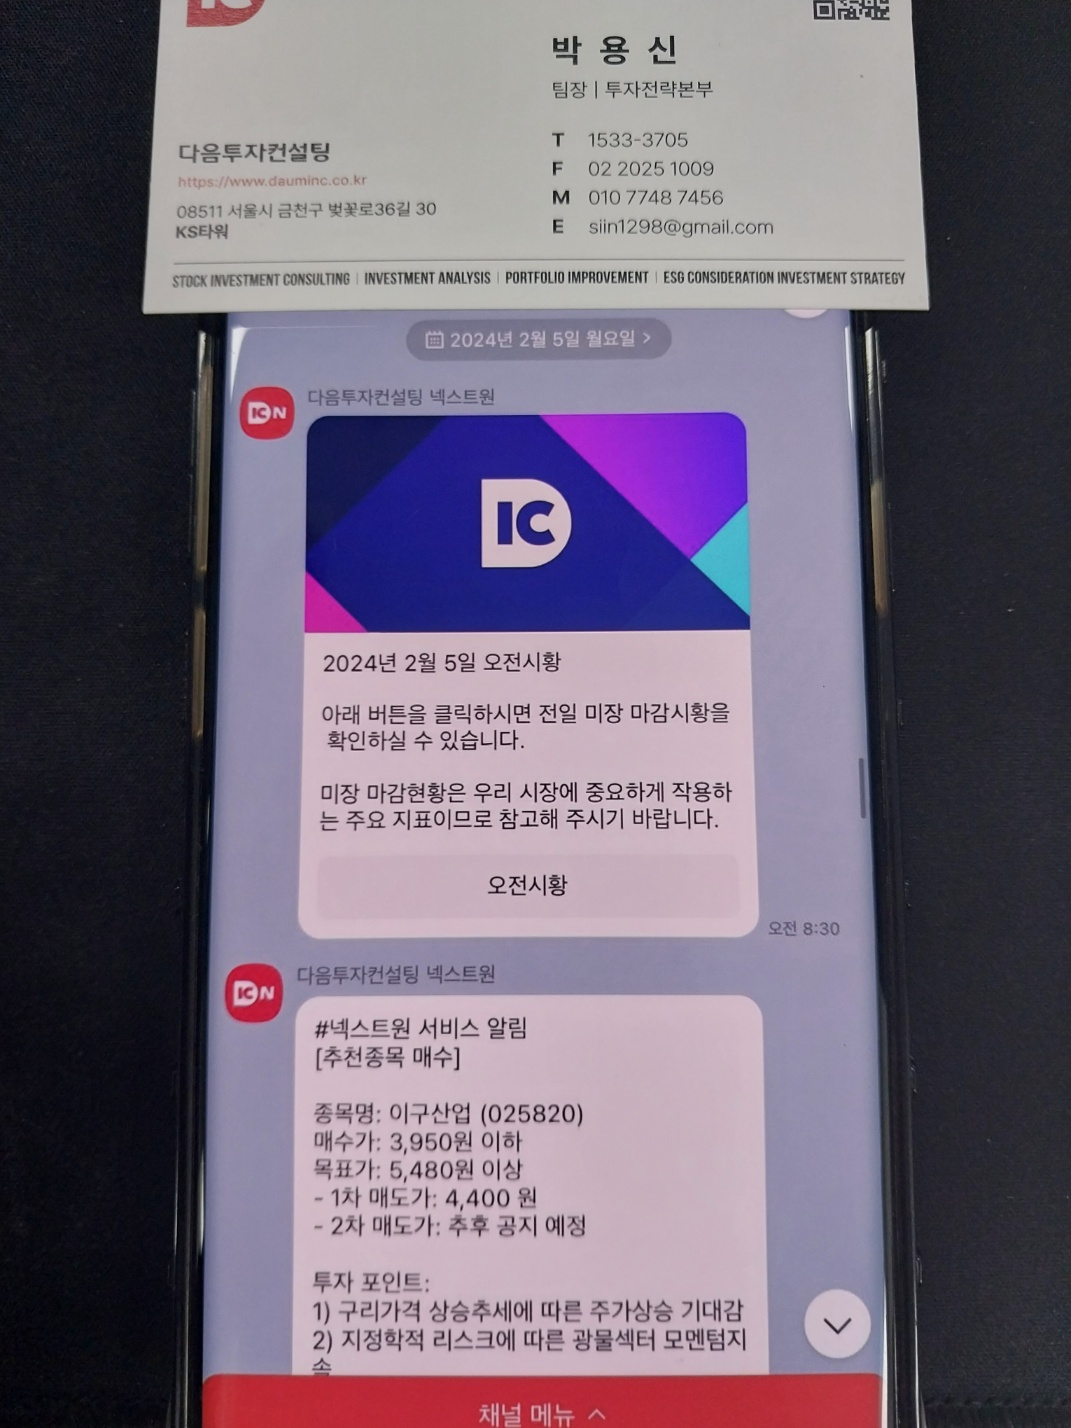 박용신
팀장 | 투자전략본부
다음투자컨설팅
https://www.dauminc.co.kr
08511 서울시 금천구 벚꽃로36길 30
KS타워
T 1533-3705
F 02 2025 1009
M 010 7748 7456
E siin1298@gmail.com
STOCK INVESTMENT CONSULTING | INVESTMENT ANALYSIS | PORTFOLIO IMPROVEMENT | ESG CONSIDERATION INVESTMENT STRATEGY
2024년 2월 5일 월요일 >
IC N
다음투자컨설팅 넥스트원
IC
2024년 2월 5일 오전시황
아래 버튼을 클릭하시면 전일 미장 마감시황을
확인하실 수 있습니다.
미장 마감현황은 우리 시장에 중요하게 작용하
는 주요 지표이므로 참고해 주시기 바랍니다.
오전시황
오전 8:30
IC N
다음투자컨설팅 넥스트원
#넥스트원 서비스 알림
[추천종목 매수]
종목명: 이구산업 (025820)
매수가: 3,950원 이하
목표가: 5,480원 이상
- 1차 매도가: 4,400 원
- 2차 매도가: 추후 공지 예정
투자 포인트:
1) 구리가격 상승추세에 따른 주가상승 기대감
2) 지정학적 리스크에 따른 광물섹터 모멘텀지
속
채널 메뉴